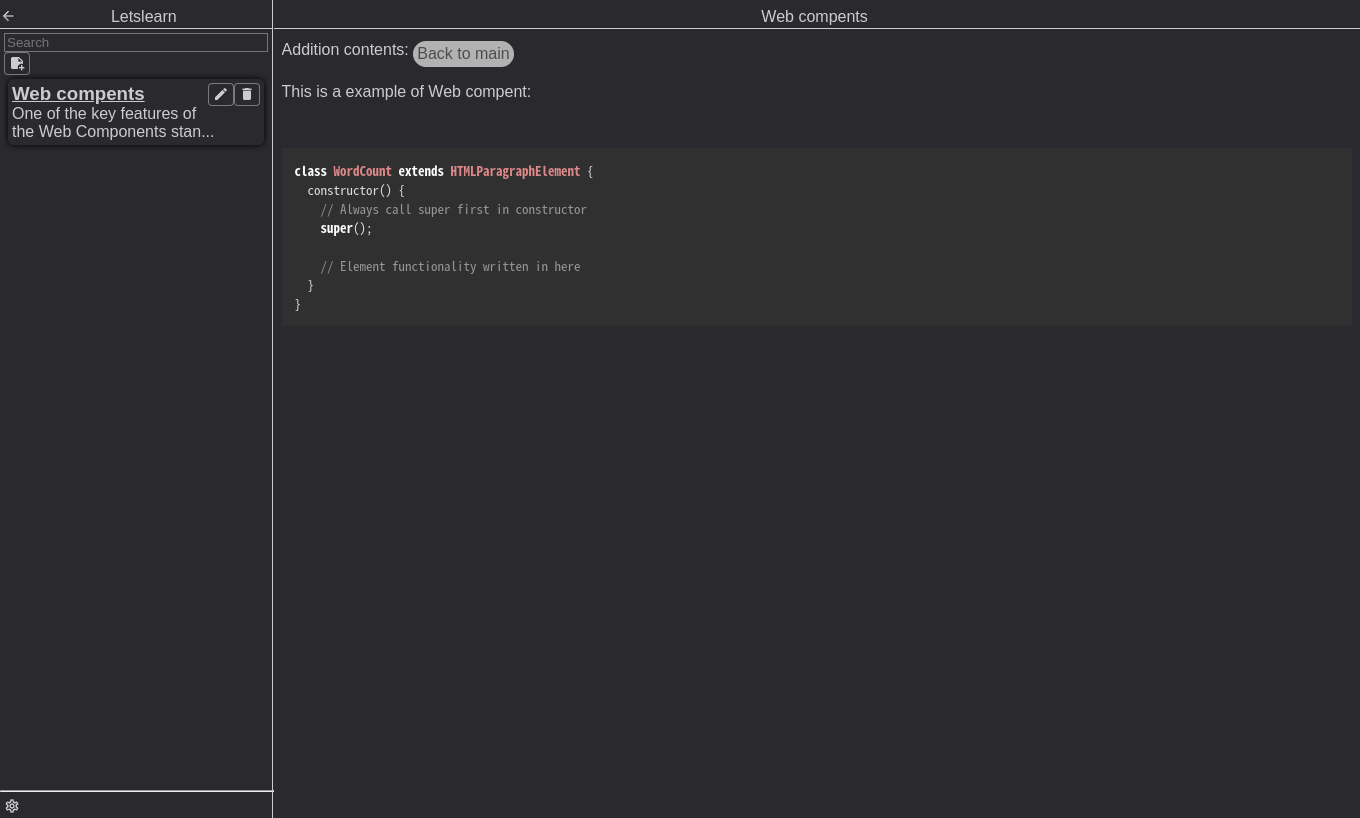 Letslearn
Search
Web compents
One of the key features of
the Web Components stan...
Web compents
Addition contents: Back to main
This is a example of Web compent:
class WordCount extends HTMLParagraphElement {
  constructor() {
    // Always call super first in constructor
    super();
    // Element functionality written in here
  }
}